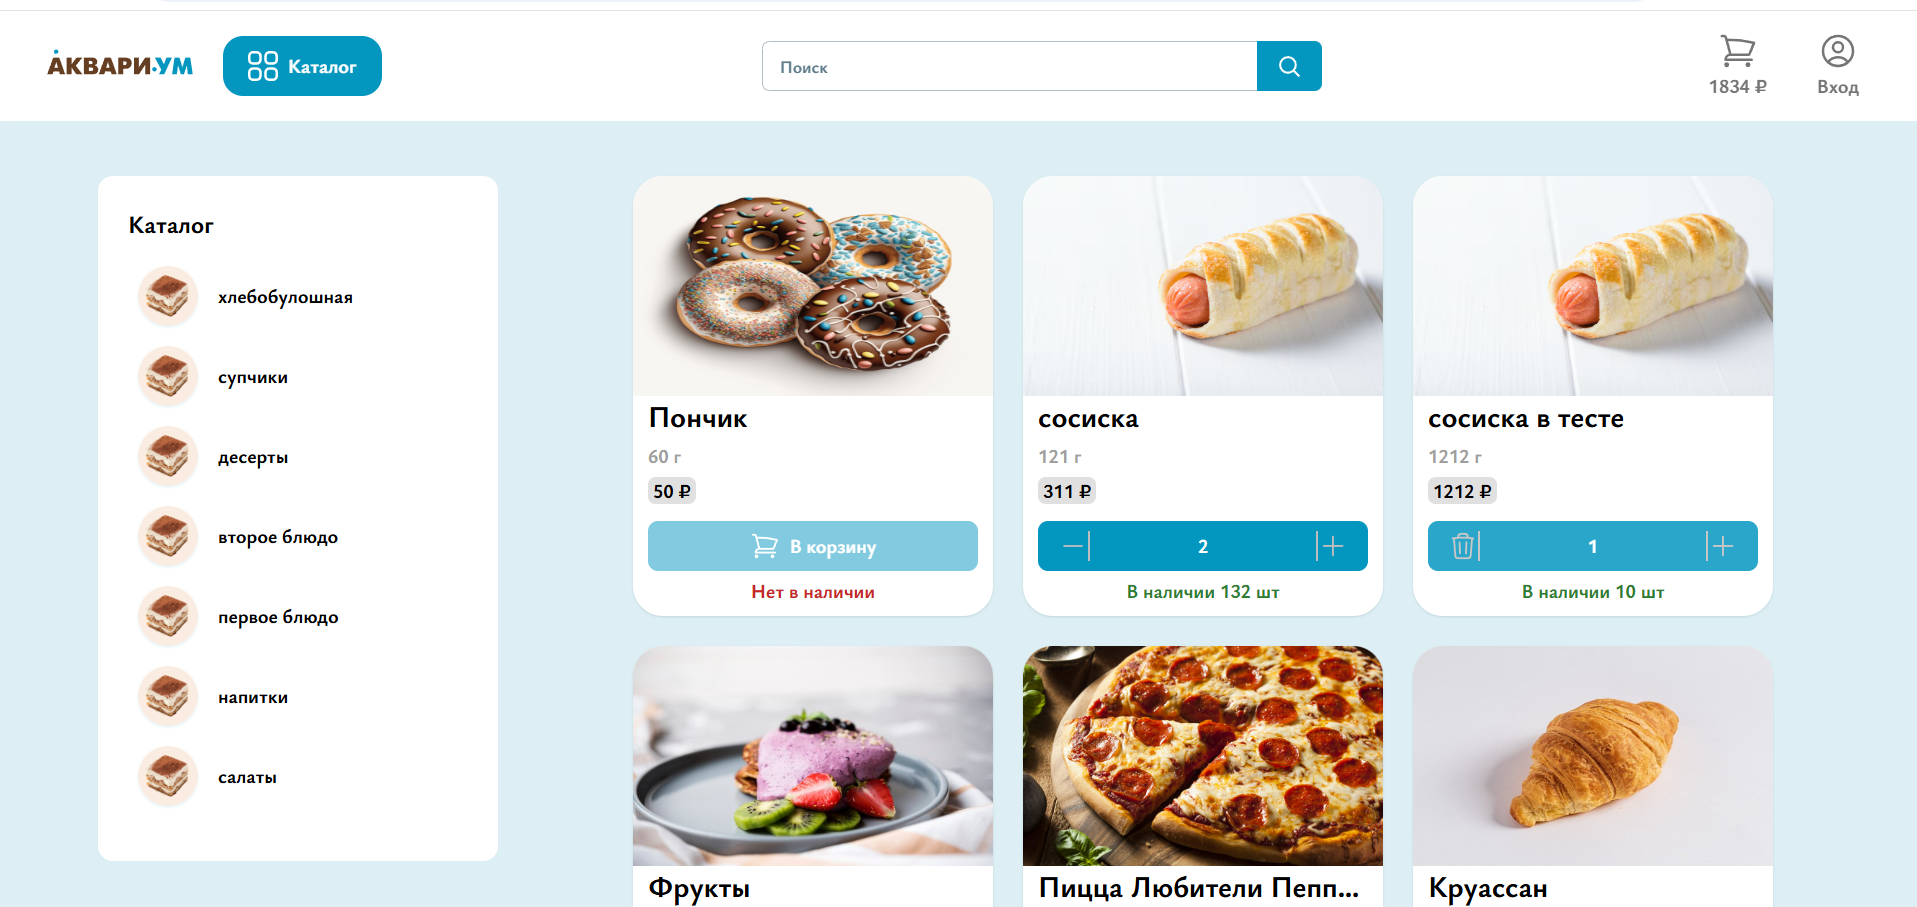 АКВАРИУМ
Каталог
Поиск
1834 ₽
Вход
Каталог
хлебобулошная
супчики
десерты
второе блюдо
первое блюдо
напитки
салаты
Пончик
60 г
50 ₽
В корзину
Нет в наличии
сосиска
121 г
311 ₽
2
В наличии 132 шт
сосиска в тесте
1212 г
1212 ₽
1
В наличии 10 шт
Фрукты
Пицца Любители Пепп...
Круассан